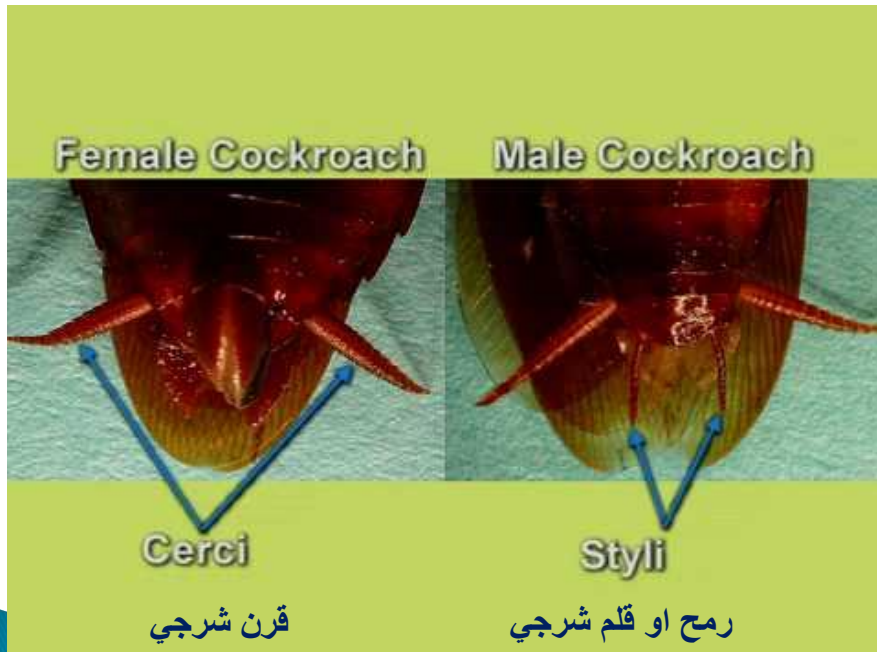 Female Cockroach
Male Cockroach
Cerci
Styli
قرن شرجي
رمح او قلم شرجي